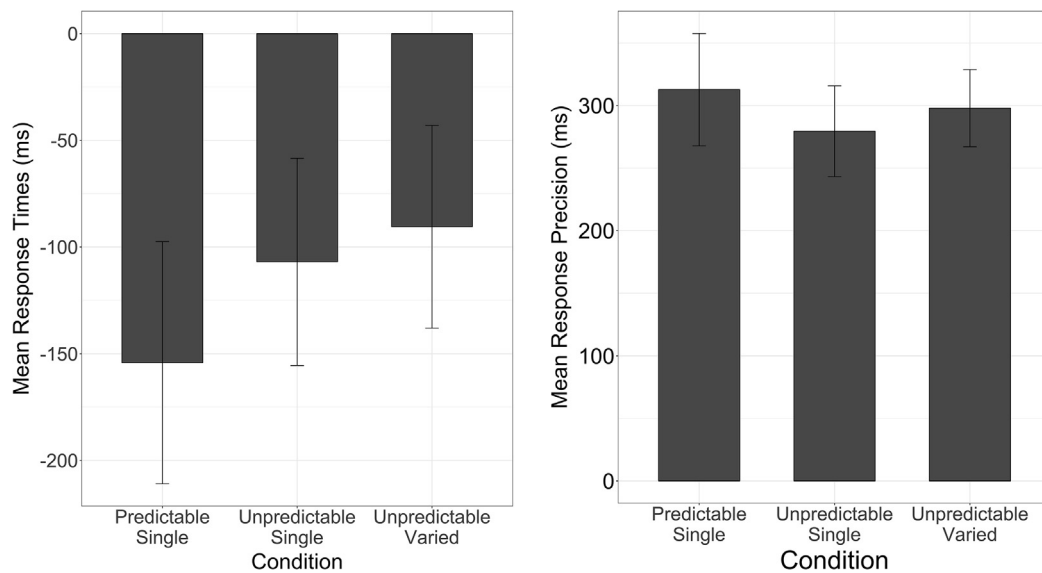 Mean Response Times (ms)
0
-50
-100
-150
-200
Predictable
Single
Unpredictable
Single
Unpredictable
Varied
Condition
Mean Response Precision (ms)
300
200
100
0
Predictable
Single
Unpredictable
Single
Unpredictable
Varied
Condition